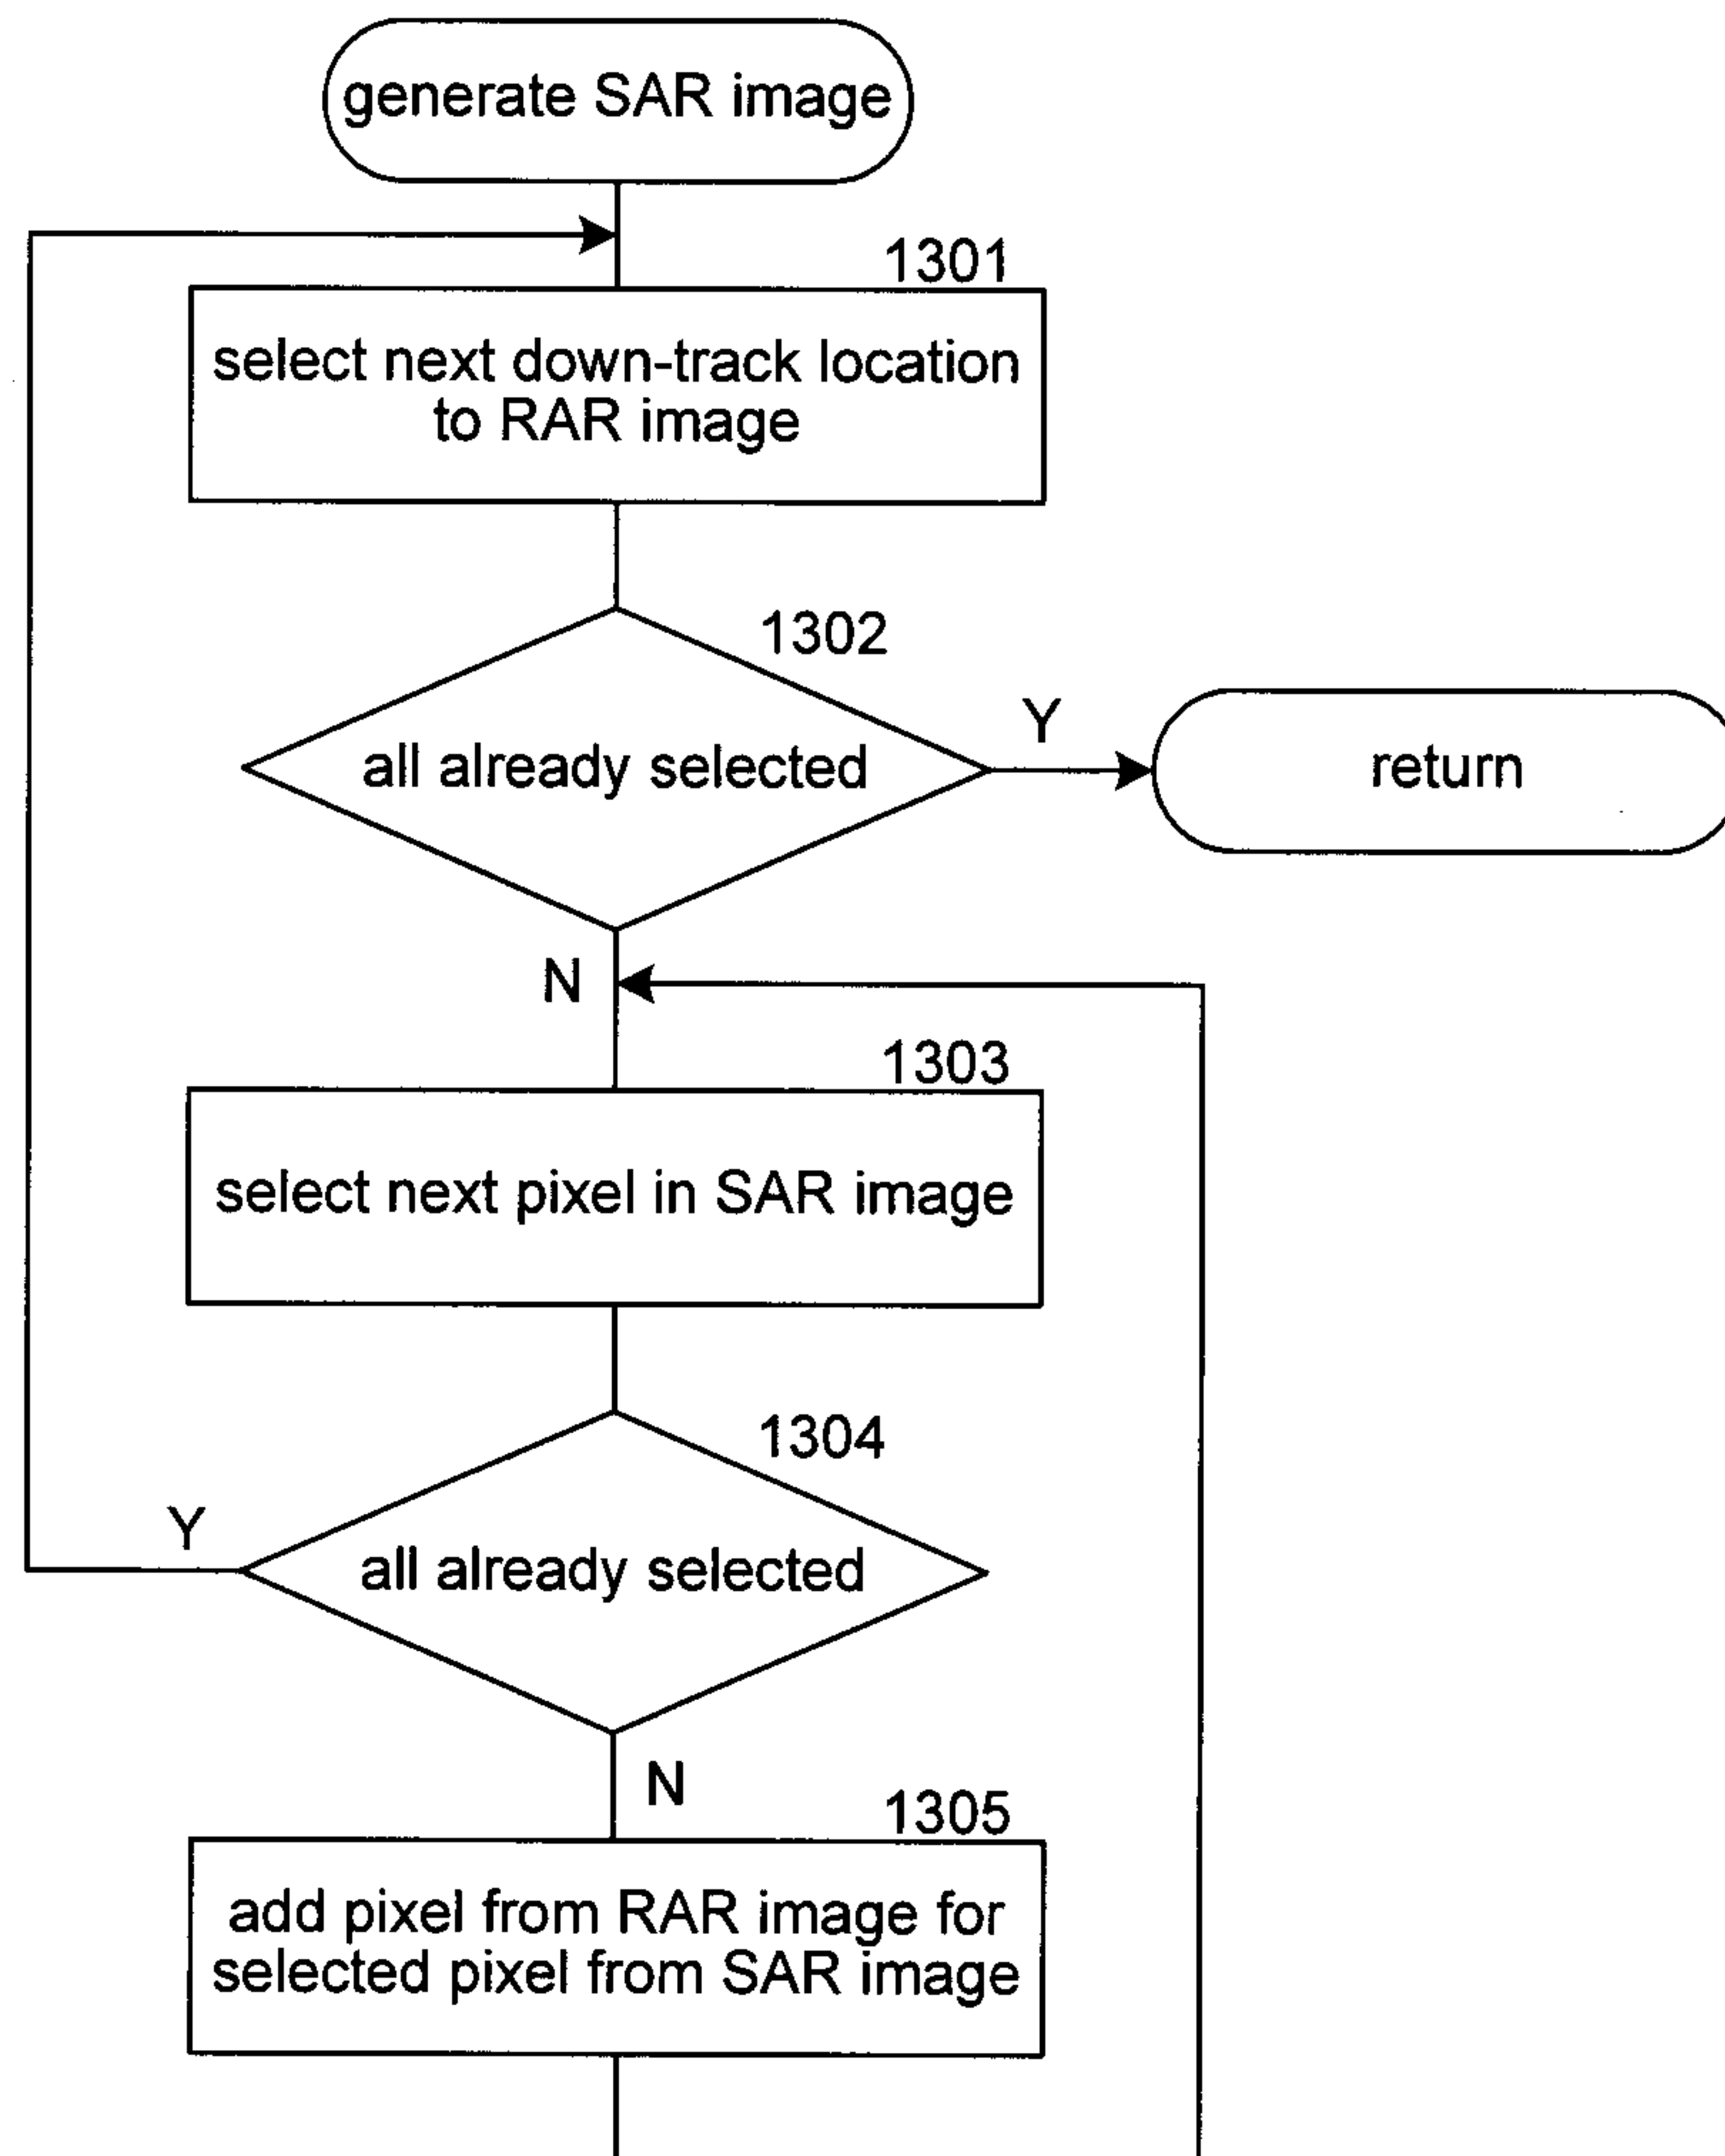 generate SAR image
1301
select next down-track location
to RAR image
1302
all already selected
Y
return
N
1303
select next pixel in SAR image
1304
Y
all already selected
N
1305
add pixel from RAR image for
selected pixel from SAR image